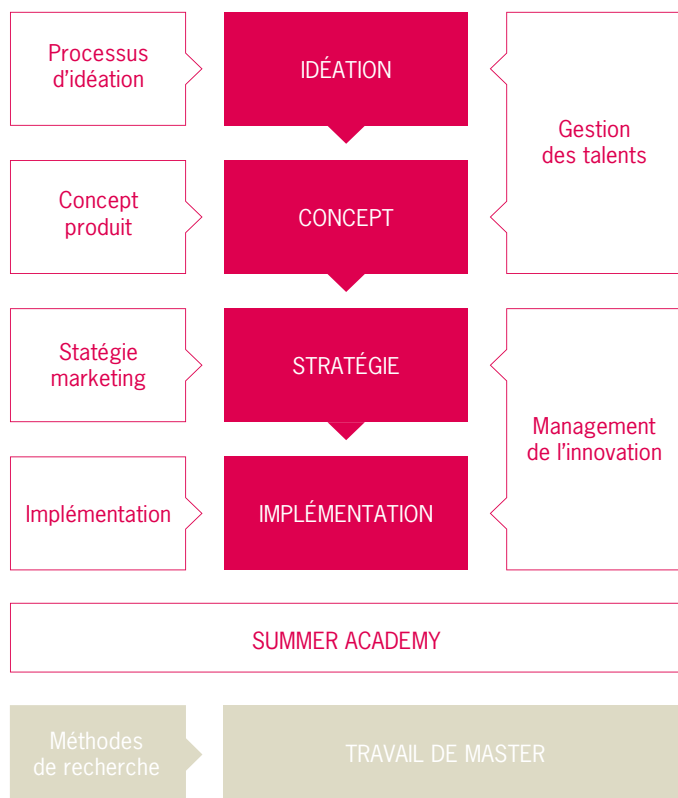 Processus
d'idéation
IDÉATION
Gestion
des talents
Concept
produit
CONCEPT
Statégie
marketing
STRATÉGIE
Management
de l'innovation
Implémentation
IMPLÉMENTATION
SUMMER ACADEMY
Méthodes
de recherche
TRAVAIL DE MASTER